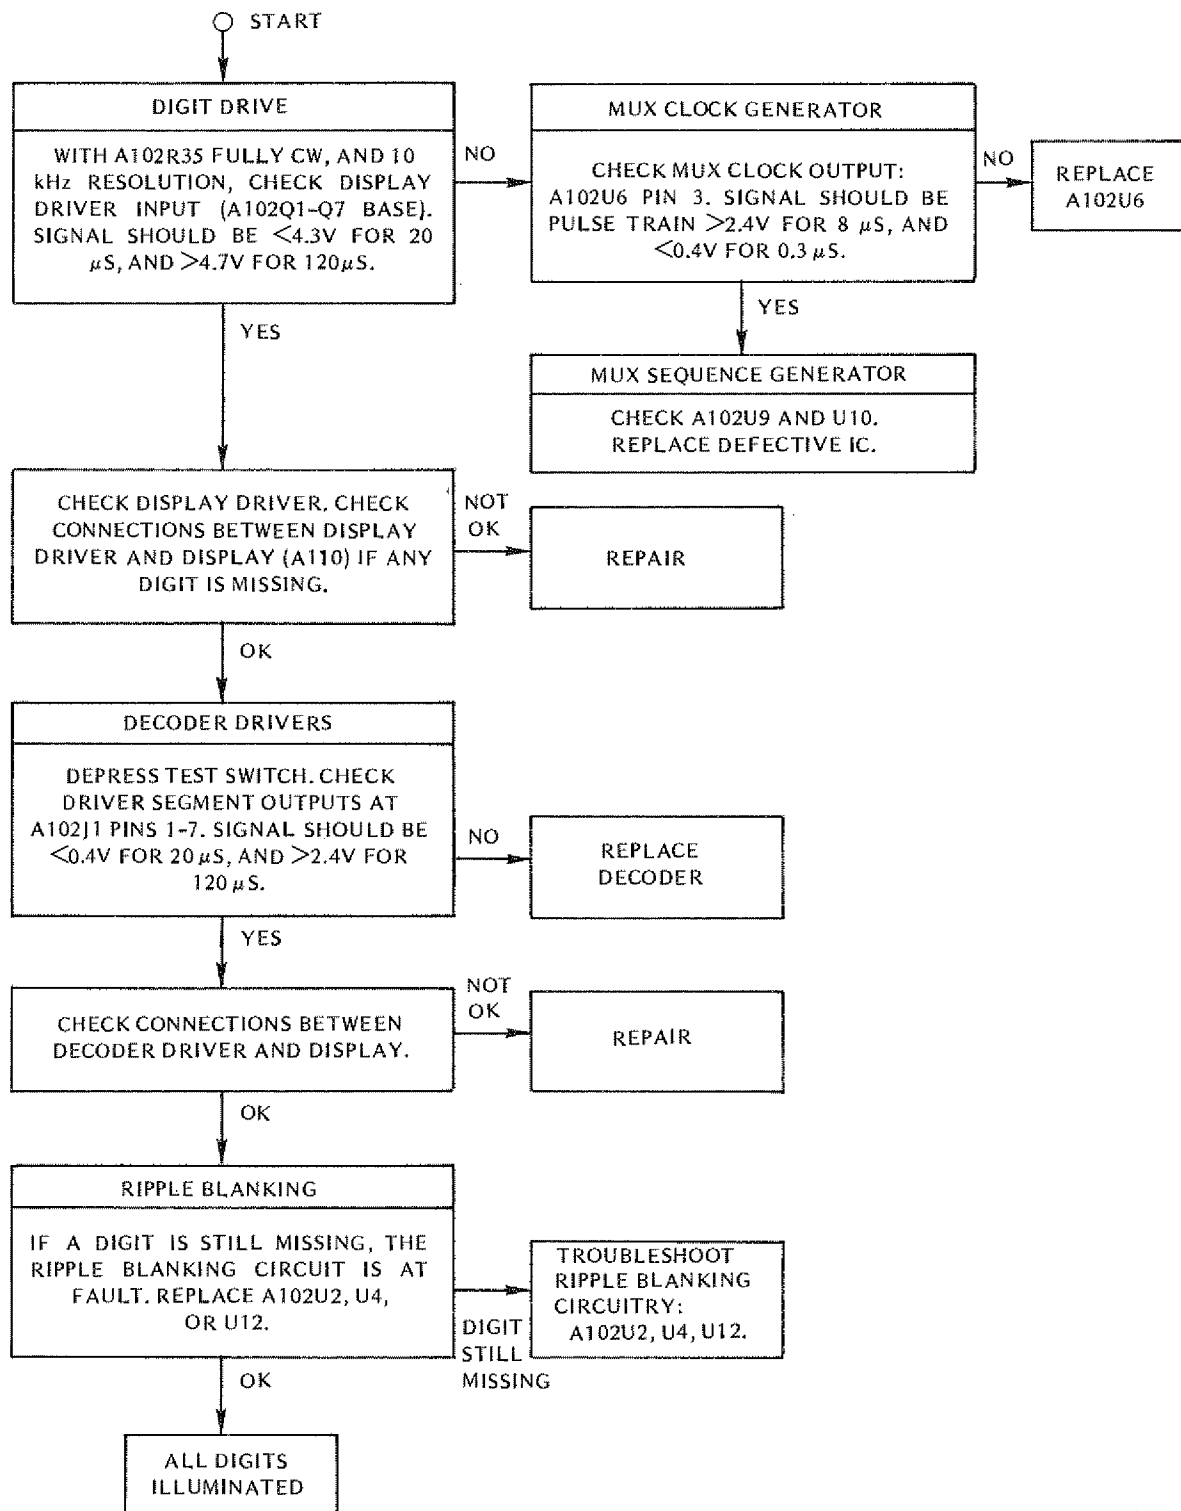 START
DIGIT DRIVE
WITH A102R35 FULLY CW, AND 10
kHz RESOLUTION, CHECK DISPLAY
DRIVER INPUT (A102Q1-Q7 BASE).
SIGNAL SHOULD BE <4.3V FOR 20
μS, AND >4.7V FOR 120μS.
NO
MUX CLOCK GENERATOR
CHECK MUX CLOCK OUTPUT:
A102U6 PIN 3. SIGNAL SHOULD BE
PULSE TRAIN >2.4V FOR 8 μS, AND
<0.4V FOR 0.3 μS.
NO
REPLACE
A102U6
YES
YES
MUX SEQUENCE GENERATOR
CHECK A102U9 AND U10.
REPLACE DEFECTIVE IC.
CHECK DISPLAY DRIVER. CHECK
CONNECTIONS BETWEEN DISPLAY
DRIVER AND DISPLAY (A110) IF ANY
DIGIT IS MISSING.
NOT
OK
REPAIR
OK
DECODER DRIVERS
DEPRESS TEST SWITCH. CHECK
DRIVER SEGMENT OUTPUTS AT
A102J1 PINS 1-7. SIGNAL SHOULD BE
<0.4V FOR 20 μS, AND >2.4V FOR
120 μS.
NO
REPLACE
DECODER
YES
CHECK CONNECTIONS BETWEEN
DECODER DRIVER AND DISPLAY.
NOT
OK
REPAIR
OK
RIPPLE BLANKING
IF A DIGIT IS STILL MISSING, THE
RIPPLE BLANKING CIRCUIT IS AT
FAULT. REPLACE A102U2, U4,
OR U12.
DIGIT
STILL
MISSING
TROUBLESHOOT
RIPPLE BLANKING
CIRCUITRY:
A102U2, U4, U12.
OK
ALL DIGITS
ILLUMINATED